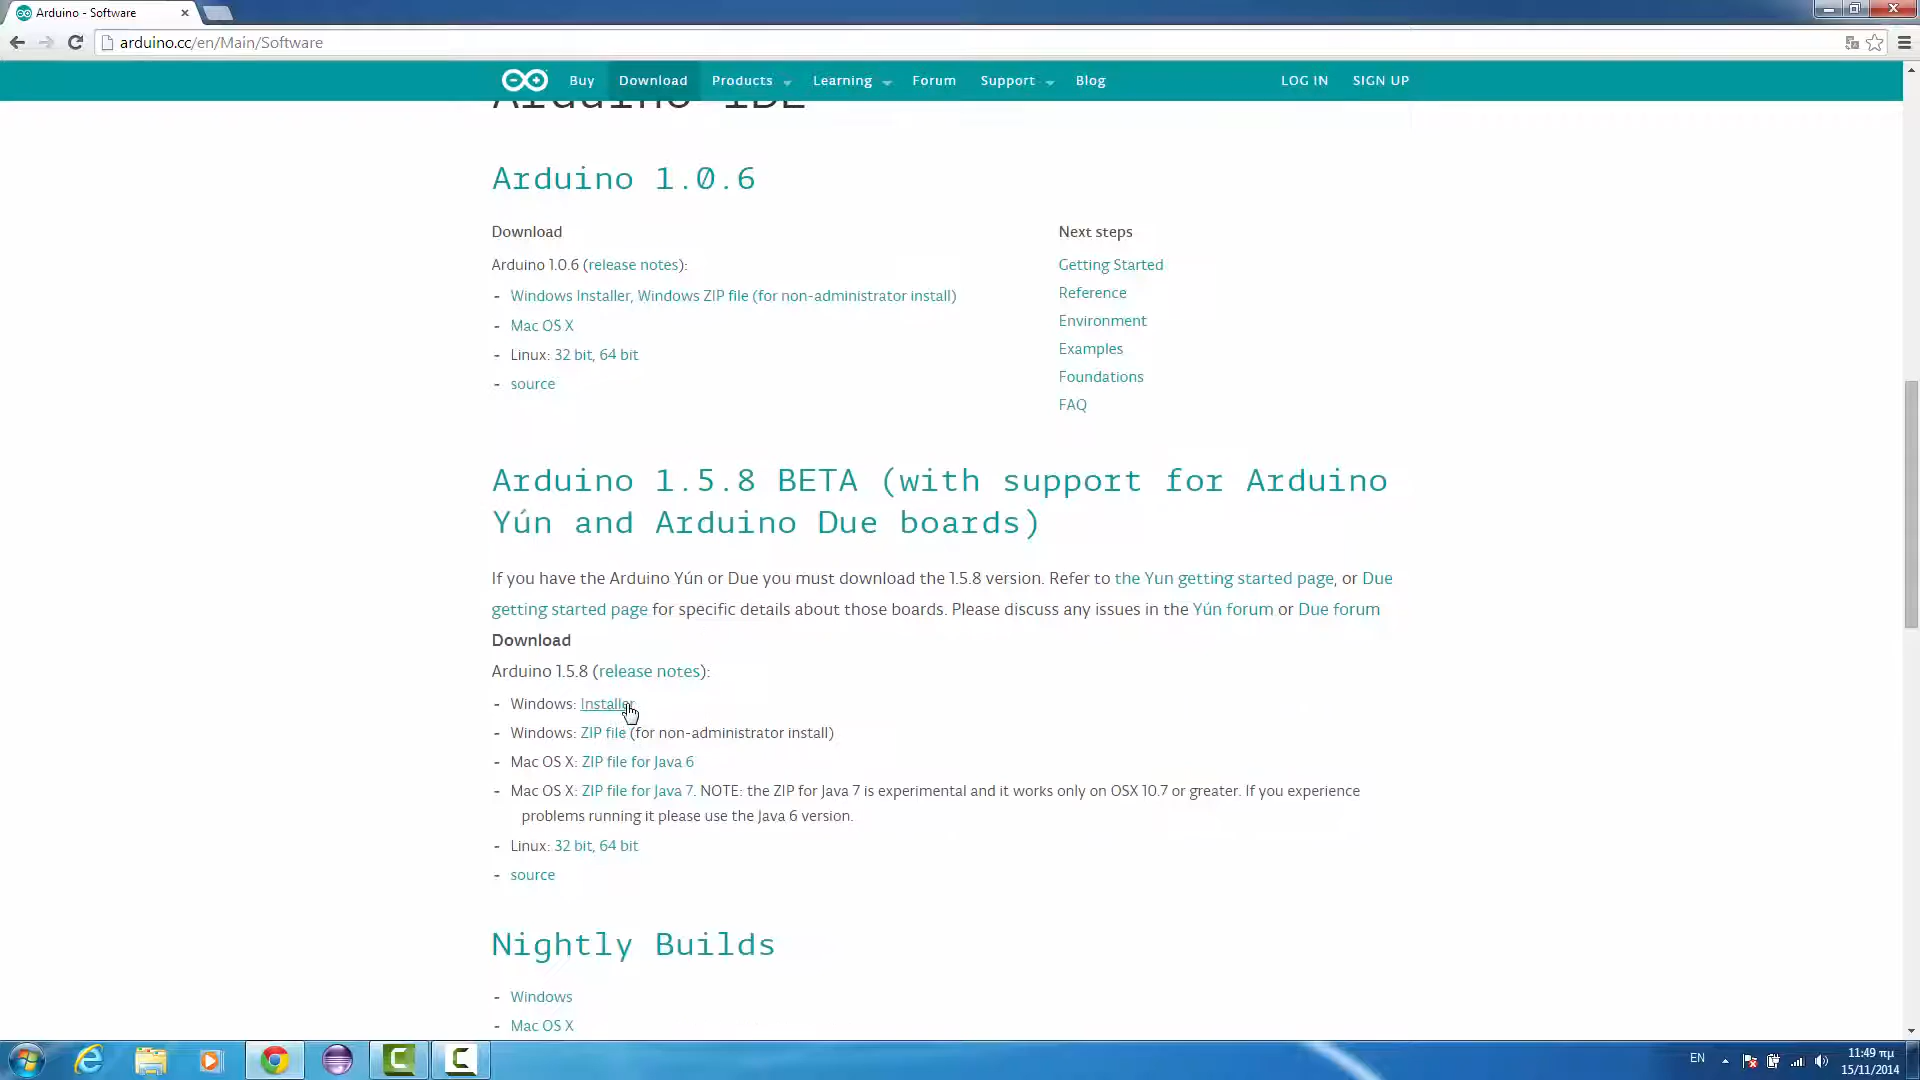 Arduino - Software
arduino.cc/en/Main/Software
Buy Download Products Learning Forum Support Blog LOG IN SIGN UP
Arduino IDE
Arduino 1.0.6
Download
Arduino 1.0.6 (release notes):
- Windows Installer, Windows ZIP file (for non-administrator install)
- Mac OS X
- Linux: 32 bit, 64 bit
- source
Next steps
Getting Started
Reference
Environment
Examples
Foundations
FAQ
Arduino 1.5.8 BETA (with support for Arduino
Yún and Arduino Due boards)
If you have the Arduino Yún or Due you must download the 1.5.8 version. Refer to the Yun getting started page, or Due
getting started page for specific details about those boards. Please discuss any issues in the Yún forum or Due forum
Download
Arduino 1.5.8 (release notes):
- Windows: Installer
- Windows: ZIP file (for non-administrator install)
- Mac OS X: ZIP file for Java 6
- Mac OS X: ZIP file for Java 7. NOTE: the ZIP for Java 7 is experimental and it works only on OSX 10.7 or greater. If you experience
problems running it please use the Java 6 version.
- Linux: 32 bit, 64 bit
- source
Nightly Builds
- Windows
- Mac OS X
EN
11:49 πμ
15/11/2014